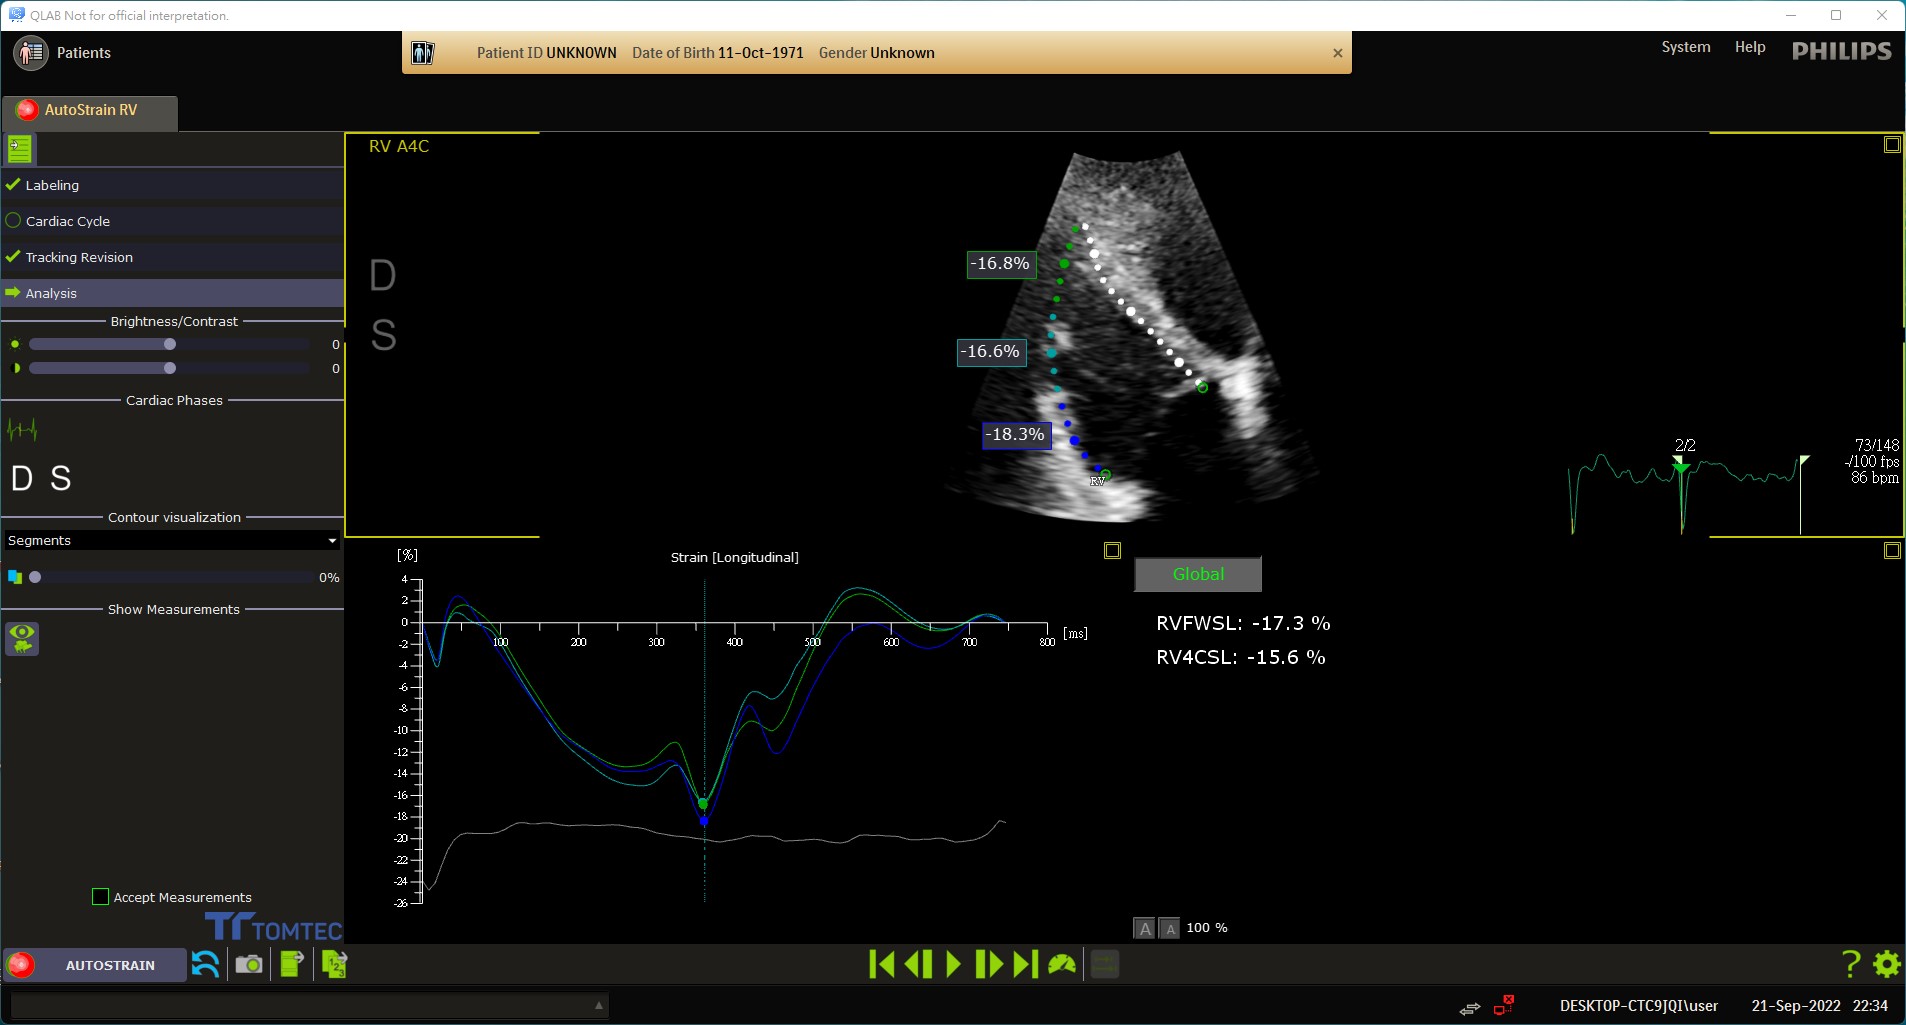 QLAB Not for official interpretation.
Patients
Patient ID UNKNOWN Date of Birth 11-Oct-1971 Gender Unknown ×
System Help PHILIPS
AutoStrain RV
Labeling
Cardiac Cycle
Tracking Revision
Analysis
Brightness/Contrast
0
0
Cardiac Phases
D S
Contour visualization
Segments
0%
Show Measurements
Accept Measurements
TOMTEC
RV A4C
D
S
-16.8%
-16.6%
-18.3%
RV
2/2
73/148
-/100 fps
86 bpm
[%]
Strain [Longitudinal]
4
2
0
-2
-4
-6
-8
-10
-12
-14
-16
-18
-20
-22
-24
-26
100 200 300 400 500 600 700 800 [ms]
Global
RVFWSL: -17.3 %
RV4CSL: -15.6 %
A A 100 %
AUTOSTRAIN
1 2 3
?
DESKTOP-CTC9JQI\user 21-Sep-2022 22:34